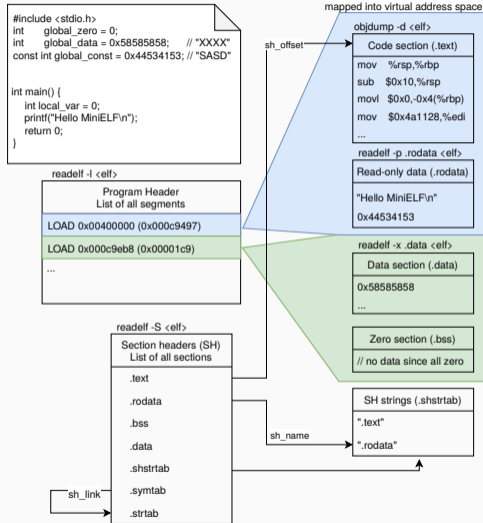 #include <stdio.h>
int global_zero = 0;
int global_data = 0x58585858; // "XXXX"
const int global_const = 0x44534153; // "SASD"
int main() {
int local_var = 0;
printf("Hello MiniELF\n");
return 0;
}
readelf -l <elf>
Program Header
List of all segments
LOAD 0x00400000 (0x000c9497)
LOAD 0x000c9eb8 (0x00001c9)
...
readelf -S <elf>
Section headers (SH)
List of all sections
.text
.rodata
.bss
.data
.shstrtab
.symtab
.strtab
sh_link
sh_offset
sh_name
mapped into virtual address space
objdump -d <elf>
Code section (.text)
mov %rsp,%rbp
sub $0x10,%rsp
movl $0x0,-0x4(%rbp)
mov $0x4a1128,%edi
...
readelf -p .rodata <elf>
Read-only data (.rodata)
"Hello MiniELF\n"
0x44534153
readelf -x .data <elf>
Data section (.data)
0x58585858
...
Zero section (.bss)
// no data since all zero
SH strings (.shstrtab)
".text"
".rodata"